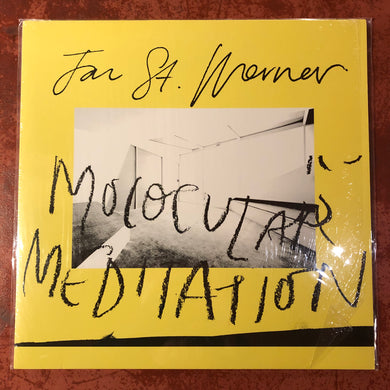 Jan St. Werner
MOLOCULAR
MEDITATION